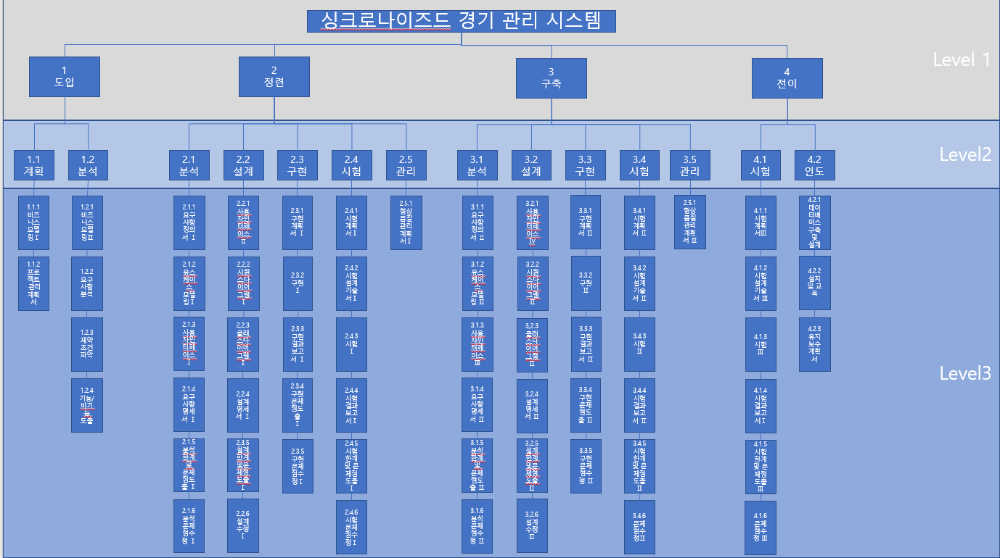 싱크로나이즈드 경기 관리 시스템
Level 1
1
도입
2
정련
3
구축
4
전이
Level2
1.1
계획
1.2
분석
2.1
분석
2.2
설계
2.3
구현
2.4
시험
2.5
관리
3.1
분석
3.2
설계
3.3
구현
3.4
시험
3.5
관리
4.1
시험
4.2
인도
Level3
1.1.1
비즈
니스모델
링 Ⅰ
1.1.2
프로
젝트관리
계획
서
1.2.1
비즈
니스모델
링Ⅱ
1.2.2
요구
사항
분석
1.2.3
제약
조건
파악
1.2.4
기능/
비기
능
도출
2.1.1
요구
사항
정의
서 Ⅰ
2.1.2
유스
케이
스
모델
링Ⅰ
2.1.3
사용
자인
터페
이스
Ⅰ
2.1.4
요구
사항명세
서 Ⅰ
2.1.5
분석
한계
및
문제
점도
출 Ⅰ
2.1.6
분석
문제
점수
정 Ⅰ
2.2.1
사용
자인
터페
이스
Ⅱ
2.2.2
시퀀
스다
이어
그램
Ⅰ
2.2.3
클래
스다
이어
그램
Ⅰ
2.2.4
설계
명세
서 Ⅰ
2.3.5
설계
한계
및문
제점
도출
Ⅰ
2.2.6
설계
수정
Ⅰ
2.3.1
구현
계획
서 Ⅰ
2.3.2
구현
Ⅰ
2.3.3
구현
결과
보고
서 Ⅰ
2.3.4
구현
문제
점도
출
Ⅰ
2.3.5
구현
문제
점수
정 Ⅰ
2.4.1
시험
계획
서 Ⅰ
2.4.2
시험
설계
기술
서Ⅰ
2.4.3
시험
Ⅰ
2.4.4
시험
결과
보고
서 Ⅰ
2.4.5
시험
한계
및 문
제점
도출
Ⅰ
2.4.6
시험
문제
점수
정 Ⅰ
2.5.1
형상
품질
관리
계획
서 Ⅰ
3.1.1
요구
사항
정의
서 Ⅱ
3.1.2
유스
케이
스
모델
링 Ⅱ
3.1.3
사용
자인
터페
이스
Ⅲ
3.1.4
요구
사항명세
서 Ⅱ
3.1.5
분석
한계
및
문제
점도
출 Ⅱ
3.1.6
분석
문제
점수
정 Ⅱ
3.2.1
사용
자인
터페
이스
Ⅳ
3.2.2
시퀀
스다
이어
그램
Ⅱ
3.2.3
클래
스다
이어
그램
Ⅱ
3.2.4
설계
명세
서 Ⅱ
3.2.5
설계
한계
및문
제점
도출
Ⅱ
3.2.6
설계
수정
Ⅱ
3.3.1
구현
계획
서 Ⅱ
3.3.2
구현
Ⅱ
3.3.3
구현
결과
보고
서 Ⅱ
3.3.4
구현
문제
점도
출 Ⅱ
3.3.5
구현
문제
점수
정 Ⅱ
3.4.1
시험
계획
서 Ⅱ
3.4.2
시험
설계
기술
서 Ⅱ
3.4.3
시험
Ⅱ
3.4.4
시험
결과
보고
서 Ⅱ
3.4.5
시험
한계
및 문
제점
도출
Ⅱ
3.4.6
문제
점수
정 Ⅱ
2.5.1
형상
품질
관리
계획
서 Ⅱ
4.1.1
시험
계획
서Ⅲ
4.1.2
시험
설계
기술
서 Ⅲ
4.1.3
시험
Ⅲ
4.1.4
시험
결과
보고
서Ⅰ
4.1.5
시험
한계
및 문
제점
도출
Ⅲ
4.1.6
문제
점수
정 Ⅲ
4.2.1
데이
터베
이스
구축
및
설계
4.2.2
설치
및 교
육
4.2.3
유지
보수
계획
서